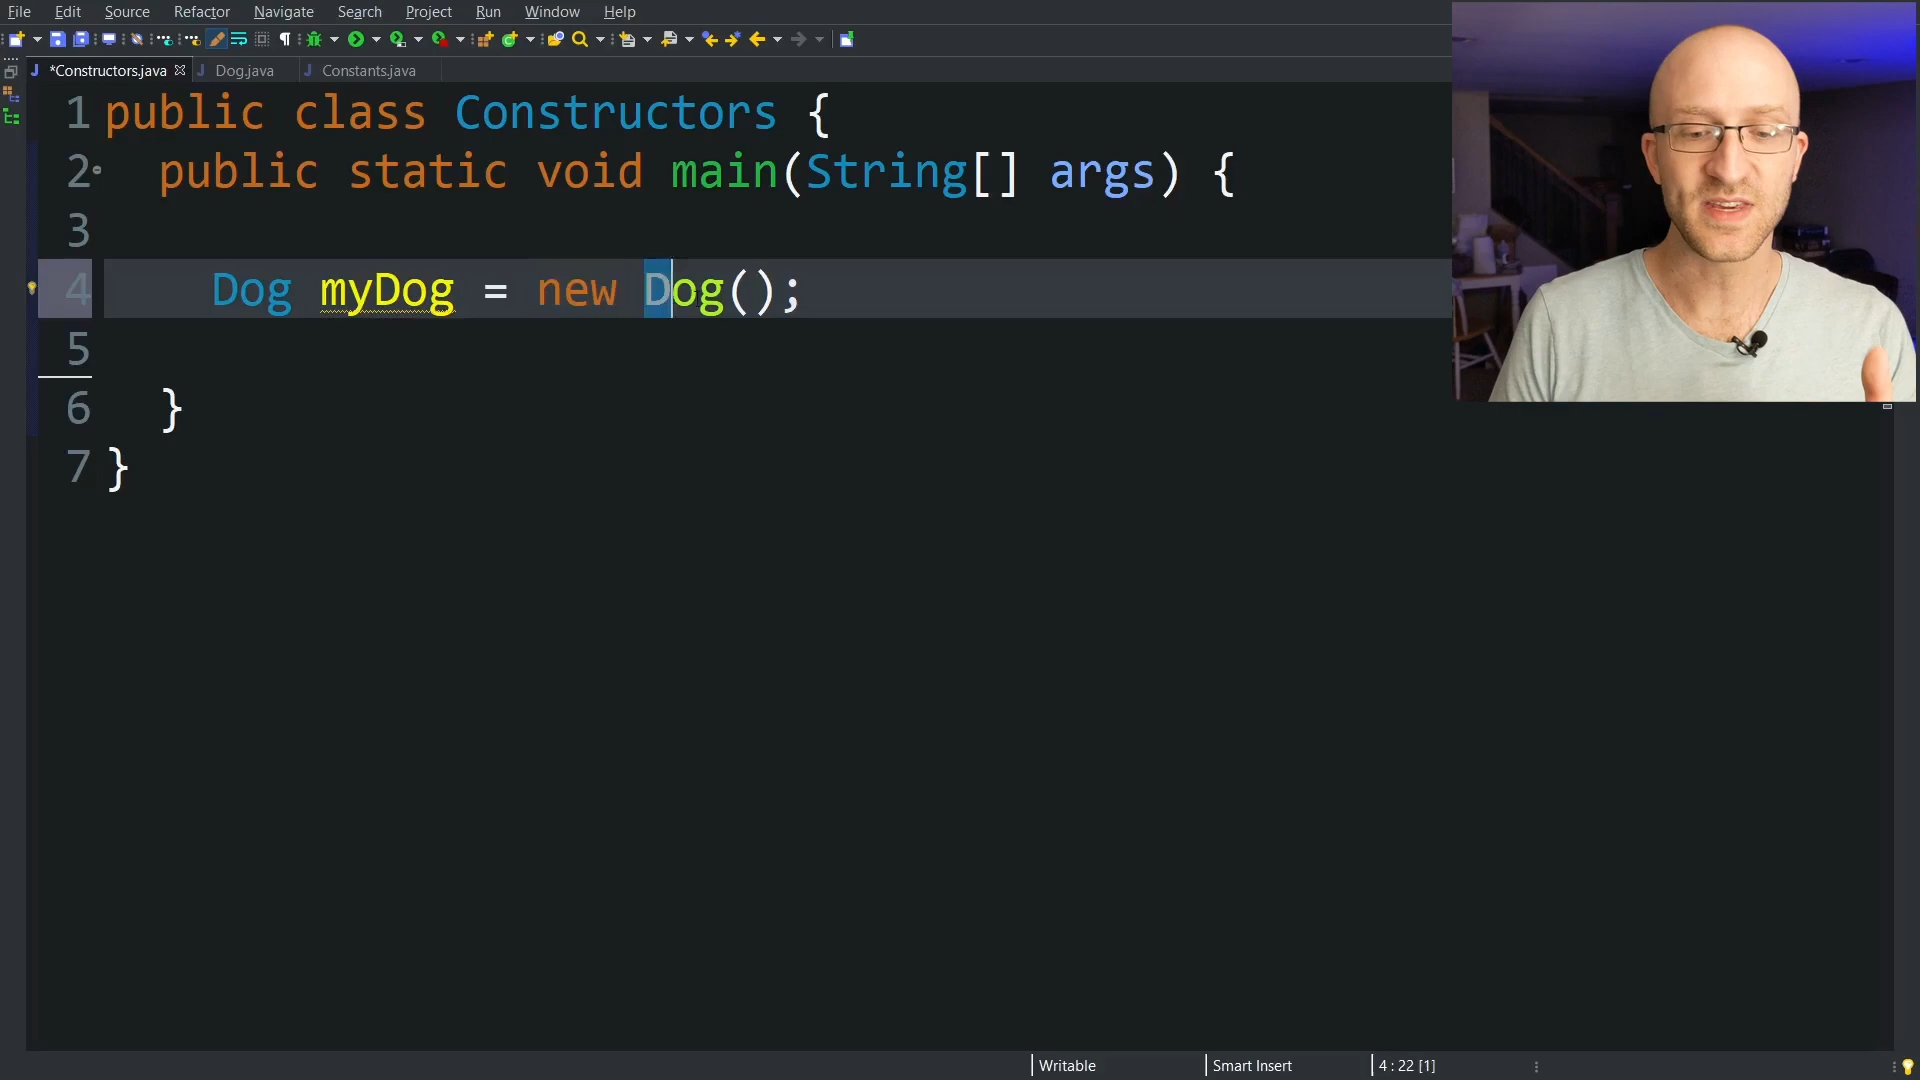 File Edit Source Refactor Navigate Search Project Run Window Help
*Constructors.java Dog.java Constants.java
1 public class Constructors {
2 public static void main(String[] args) {
3
4 Dog myDog = new Dog();
5
6 }
7 }
Writable Smart Insert 4 : 22 [1]